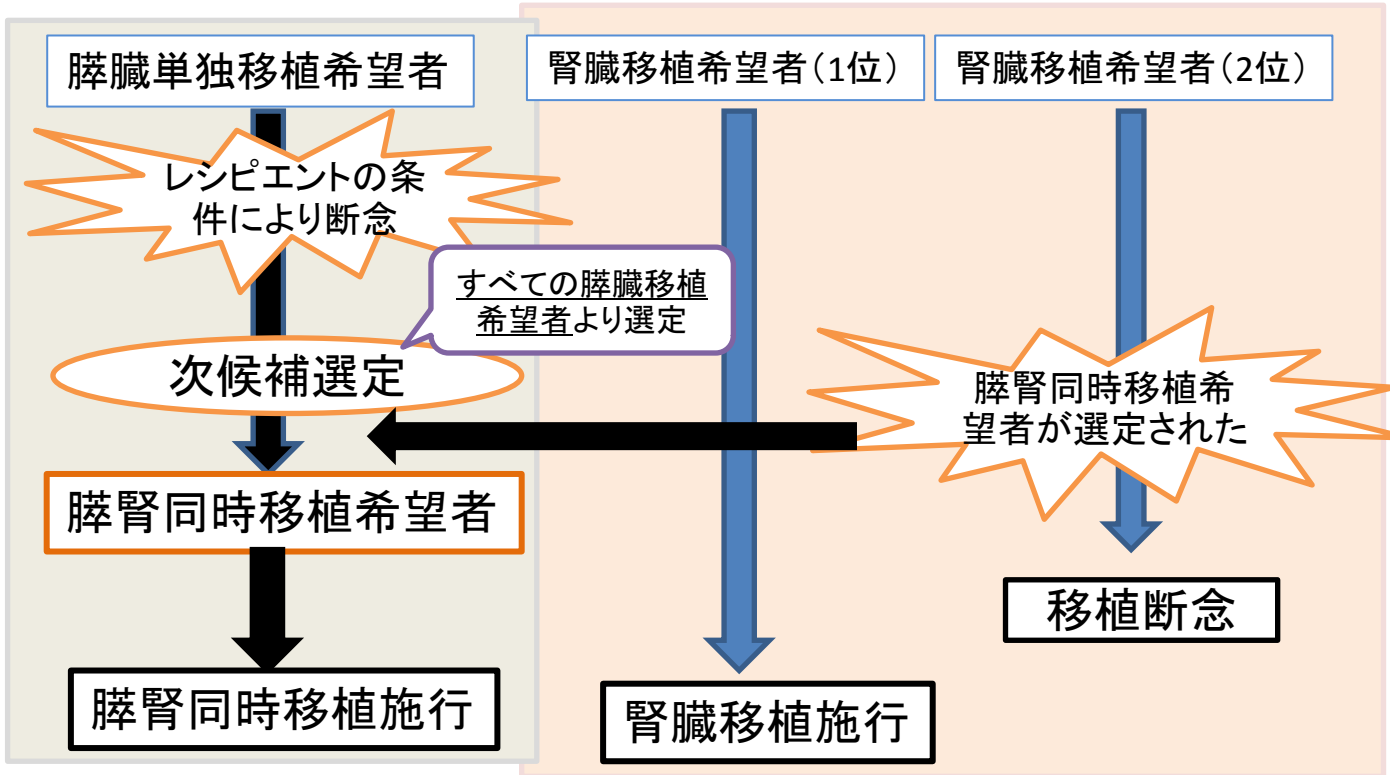 膵臓単独移植希望者
腎臓移植希望者(1位)
腎臓移植希望者(2位)
レシピエントの条
件により断念
すべての膵臓移植
希望者より選定
次候補選定
膵腎同時移植希
望者が選定された
膵腎同時移植希望者
移植断念
膵腎同時移植施行
腎臓移植施行